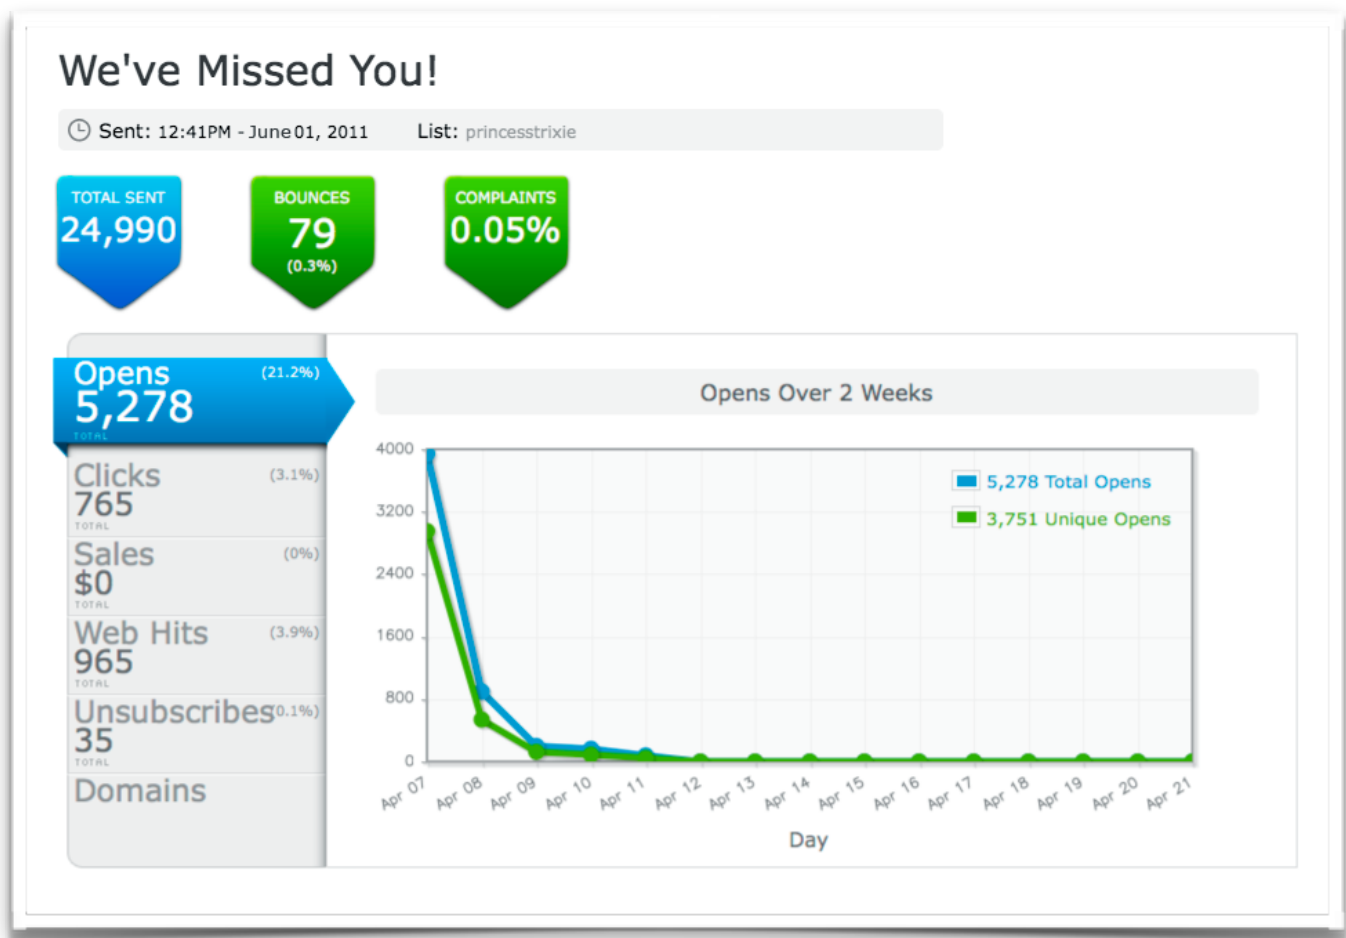 We've Missed You!
Sent: 12:41PM - June 01, 2011 List: princesstrixie
TOTAL SENT
24,990
BOUNCES
79
(0.3%)
COMPLAINTS
0.05%
Opens (21.2%)
5,278
TOTAL
Clicks (3.1%)
765
TOTAL
Sales (0%)
$0
TOTAL
Web Hits (3.9%)
965
TOTAL
Unsubscribes (0.1%)
35
TOTAL
Domains
Opens Over 2 Weeks
5,278 Total Opens
3,751 Unique Opens
4000
3200
2400
1600
800
0
Apr 07 Apr 08 Apr 09 Apr 10 Apr 11 Apr 12 Apr 13 Apr 14 Apr 15 Apr 16 Apr 17 Apr 18 Apr 19 Apr 20 Apr 21
Day